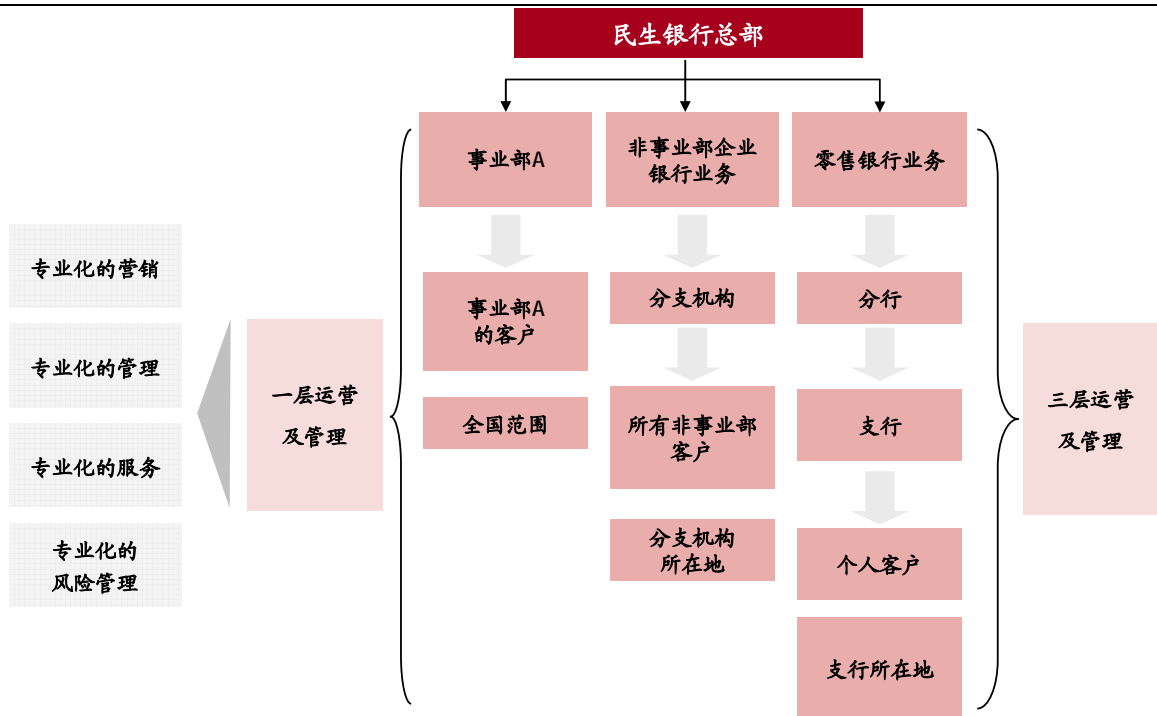 民生银行总部
事业部A
非事业部企业
银行业务
零售银行业务
专业化的营销
专业化的管理
专业化的服务
专业化的
风险管理
一层运营
及管理
事业部A
的客户
全国范围
分支机构
所有非事业部
客户
分支机构
所在地
分行
支行
个人客户
支行所在地
三层运营
及管理